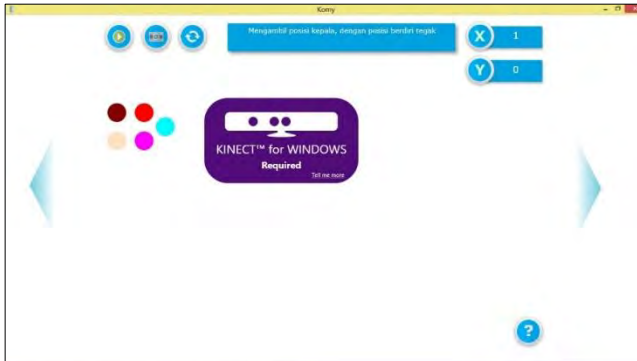 Komy
Mengambil posisi kepala, dengan posisi berdiri tegak
X 1
Y 0
KINECT™ for WINDOWS
Required
Tell me more
?